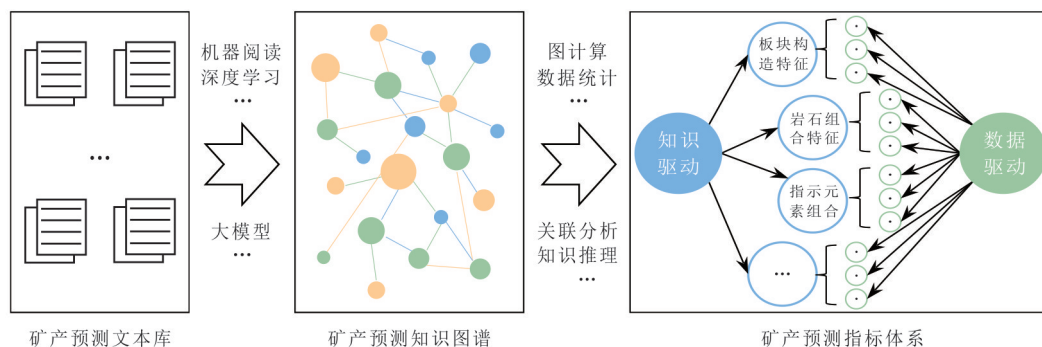 ...
矿产预测文本库
机器阅读
深度学习
...
大模型
...
矿产预测知识图谱
图计算
数据统计
...
关联分析
知识推理
...
知识
驱动
板块构
造特征
岩石组
合特征
指示元
素组合
...
数据
驱动
矿产预测指标体系